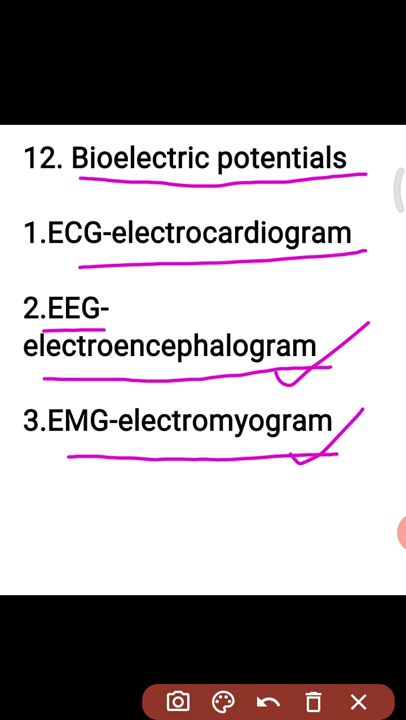 12. Bioelectric potentials
1.ECG-electrocardiogram
2.EEG-
electroencephalogram
3.EMG-electromyogram